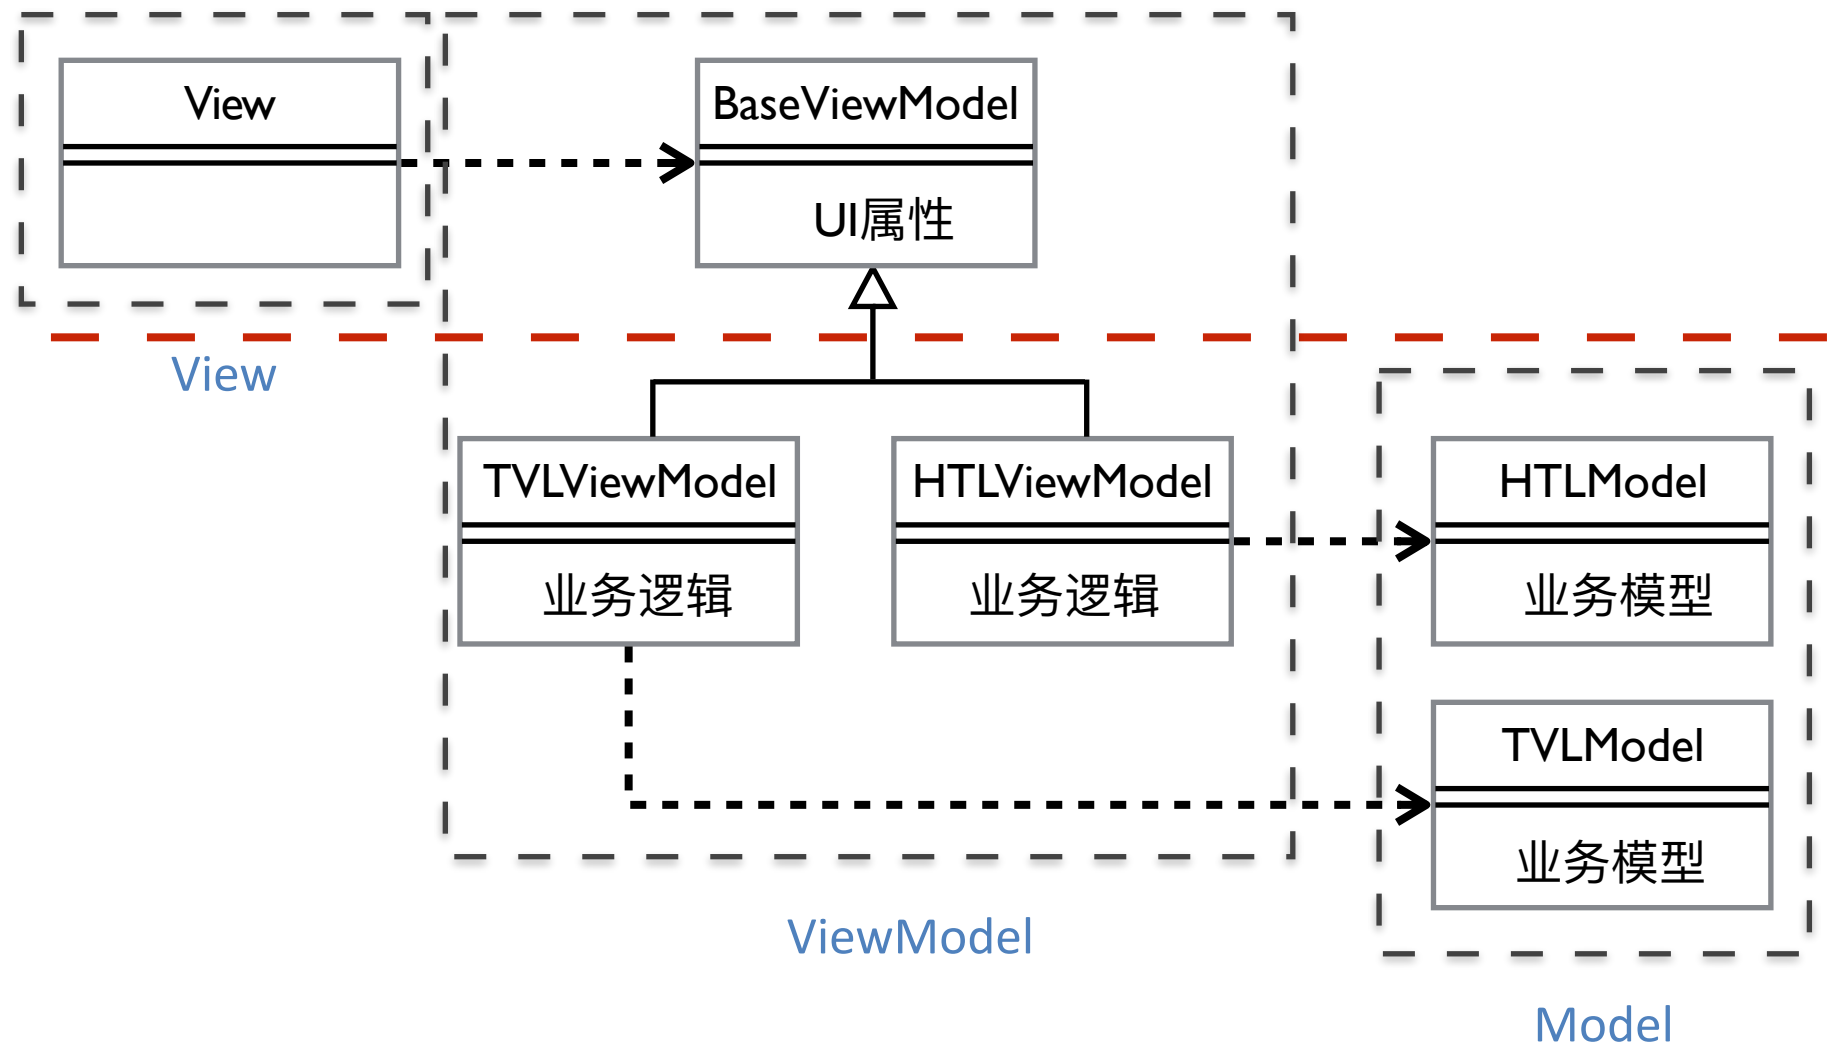 View
BaseViewModel
UI属性
View
TVLViewModel
业务逻辑
HTLViewModel
业务逻辑
HTLModel
业务模型
TVLModel
业务模型
ViewModel
Model